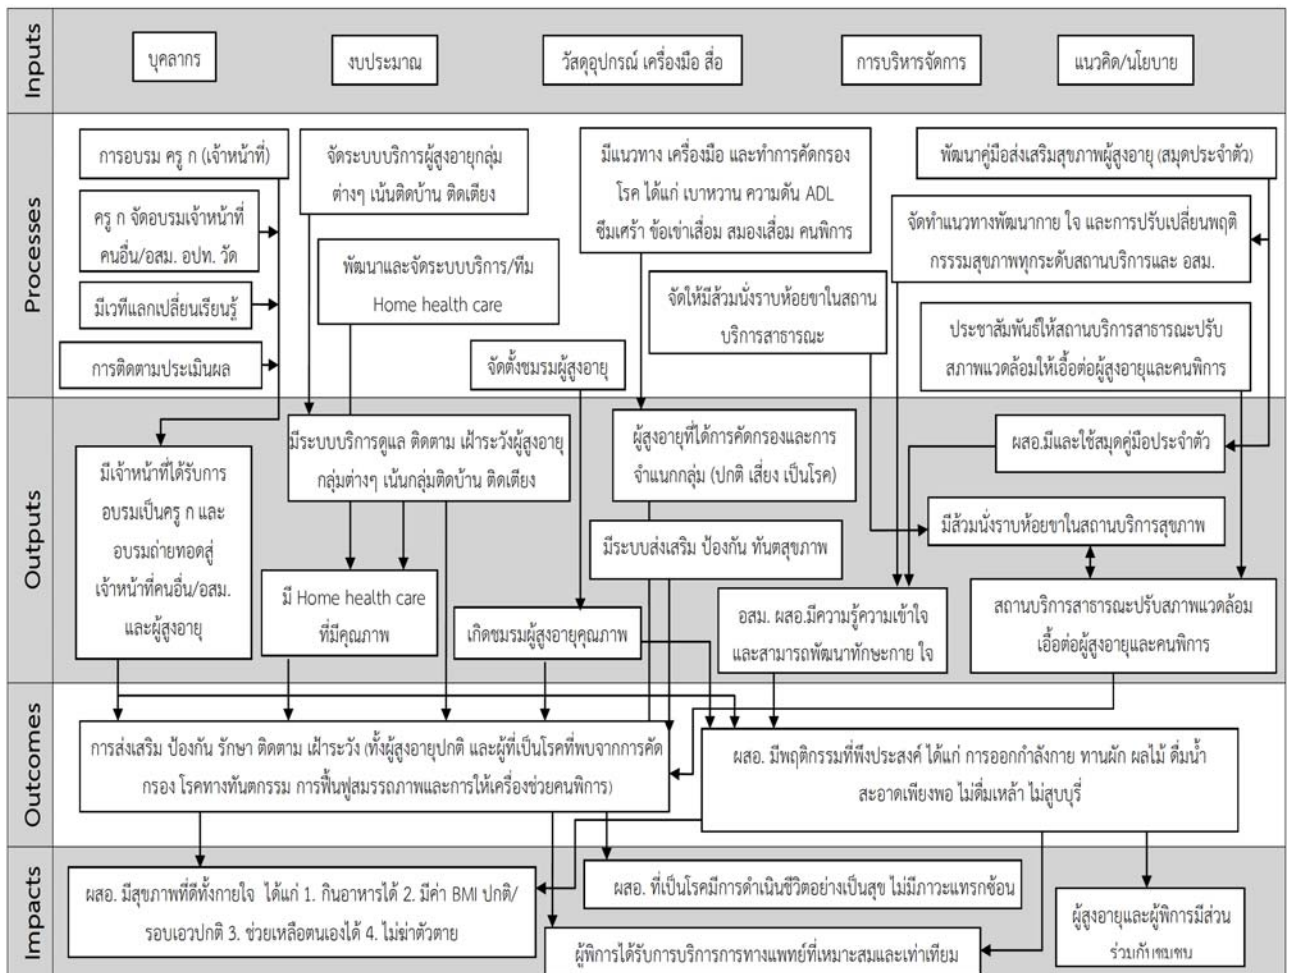 Inputs
บุคลากร
งบประมาณ
วัสดุอุปกรณ์ เครื่องมือ สื่อ
การบริหารจัดการ
แนวคิด/นโยบาย
Processes
การอบรม ครู ก (เจ้าหน้าที่)
ครู ก จัดอบรมเจ้าหน้าที่
คนอื่น/อสม. อปท. วัด
มีเวทีแลกเปลี่ยนเรียนรู้
การติดตามประเมินผล
จัดระบบบริการผู้สูงอายุกลุ่ม
ต่างๆ เน้นติดบ้าน ติดเตียง
พัฒนาและจัดระบบบริการ/ทีม
Home health care
จัดตั้งชมรมผู้สูงอายุ
มีแนวทาง เครื่องมือ และทำการคัดกรอง
โรค ได้แก่ เบาหวาน ความดัน ADL
ซึมเศร้า ข้อเข่าเสื่อม สมองเสื่อม คนพิการ
จัดให้มีส้วมนั่งราบห้อยขาในสถาน
บริการสาธารณะ
พัฒนาคู่มือส่งเสริมสุขภาพผู้สูงอายุ (สมุดประจำตัว)
จัดทำแนวทางพัฒนากาย ใจ และการปรับเปลี่ยนพฤติ
กรรรมสุขภาพทุกระดับสถานบริการและ อสม.
ประชาสัมพันธ์ให้สถานบริการสาธารณะปรับ
สภาพแวดล้อมให้เอื้อต่อผู้สูงอายุและคนพิการ
Outputs
มีเจ้าหน้าที่ได้รับการ
อบรมเป็นครู ก และ
อบรมถ่ายทอดสู่
เจ้าหน้าที่คนอื่น/อสม.
และผู้สูงอายุ
มีระบบบริการดูแล ติดตาม เฝ้าระวังผู้สูงอายุ
กลุ่มต่างๆ เน้นกลุ่มติดบ้าน ติดเตียง
มี Home health care
ที่มีคุณภาพ
เกิดชมรมผู้สูงอายุคุณภาพ
ผู้สูงอายุที่ได้การคัดกรองและการ
จำแนกกลุ่ม (ปกติ เสี่ยง เป็นโรค)
มีระบบส่งเสริม ป้องกัน ทันตสุขภาพ
อสม. ผสอ.มีความรู้ความเข้าใจ
และสามารถพัฒนาทักษะกาย ใจ
ผสอ.มีและใช้สมุดคู่มือประจำตัว
มีส้วมนั่งราบห้อยขาในสถานบริการสุขภาพ
สถานบริการสาธารณะปรับสภาพแวดล้อม
เอื้อต่อผู้สูงอายุและคนพิการ
Outcomes
การส่งเสริม ป้องกัน รักษา ติดตาม เฝ้าระวัง (ทั้งผู้สูงอายุปกติ และผู้ที่เป็นโรคที่พบจากการคัด
กรอง โรคทางทันตกรรม การฟื้นฟูสมรรถภาพและการให้เครื่องช่วยคนพิการ)
ผสอ. มีพฤติกรรมที่พึงประสงค์ ได้แก่ การออกกำลังกาย ทานผัก ผลไม้ ดื่มน้ำ
สะอาดเพียงพอ ไม่ดื่มเหล้า ไม่สูบบุรี่
Impacts
ผสอ. มีสุขภาพที่ดีทั้งกายใจ ได้แก่ 1. กินอาหารได้ 2. มีค่า BMI ปกติ/
รอบเอวปกติ 3. ช่วยเหลือตนเองได้ 4. ไม่ฆ่าตัวตาย
ผสอ. ที่เป็นโรคมีการดำเนินชีวิตอย่างเป็นสุข ไม่มีภาวะแทรกซ้อน
ผู้พิการได้รับการบริการการทางแพทย์ที่เหมาะสมและเท่าเทียม
ผู้สูงอายุและผู้พิการมีส่วน
ร่วมกับชุมชน